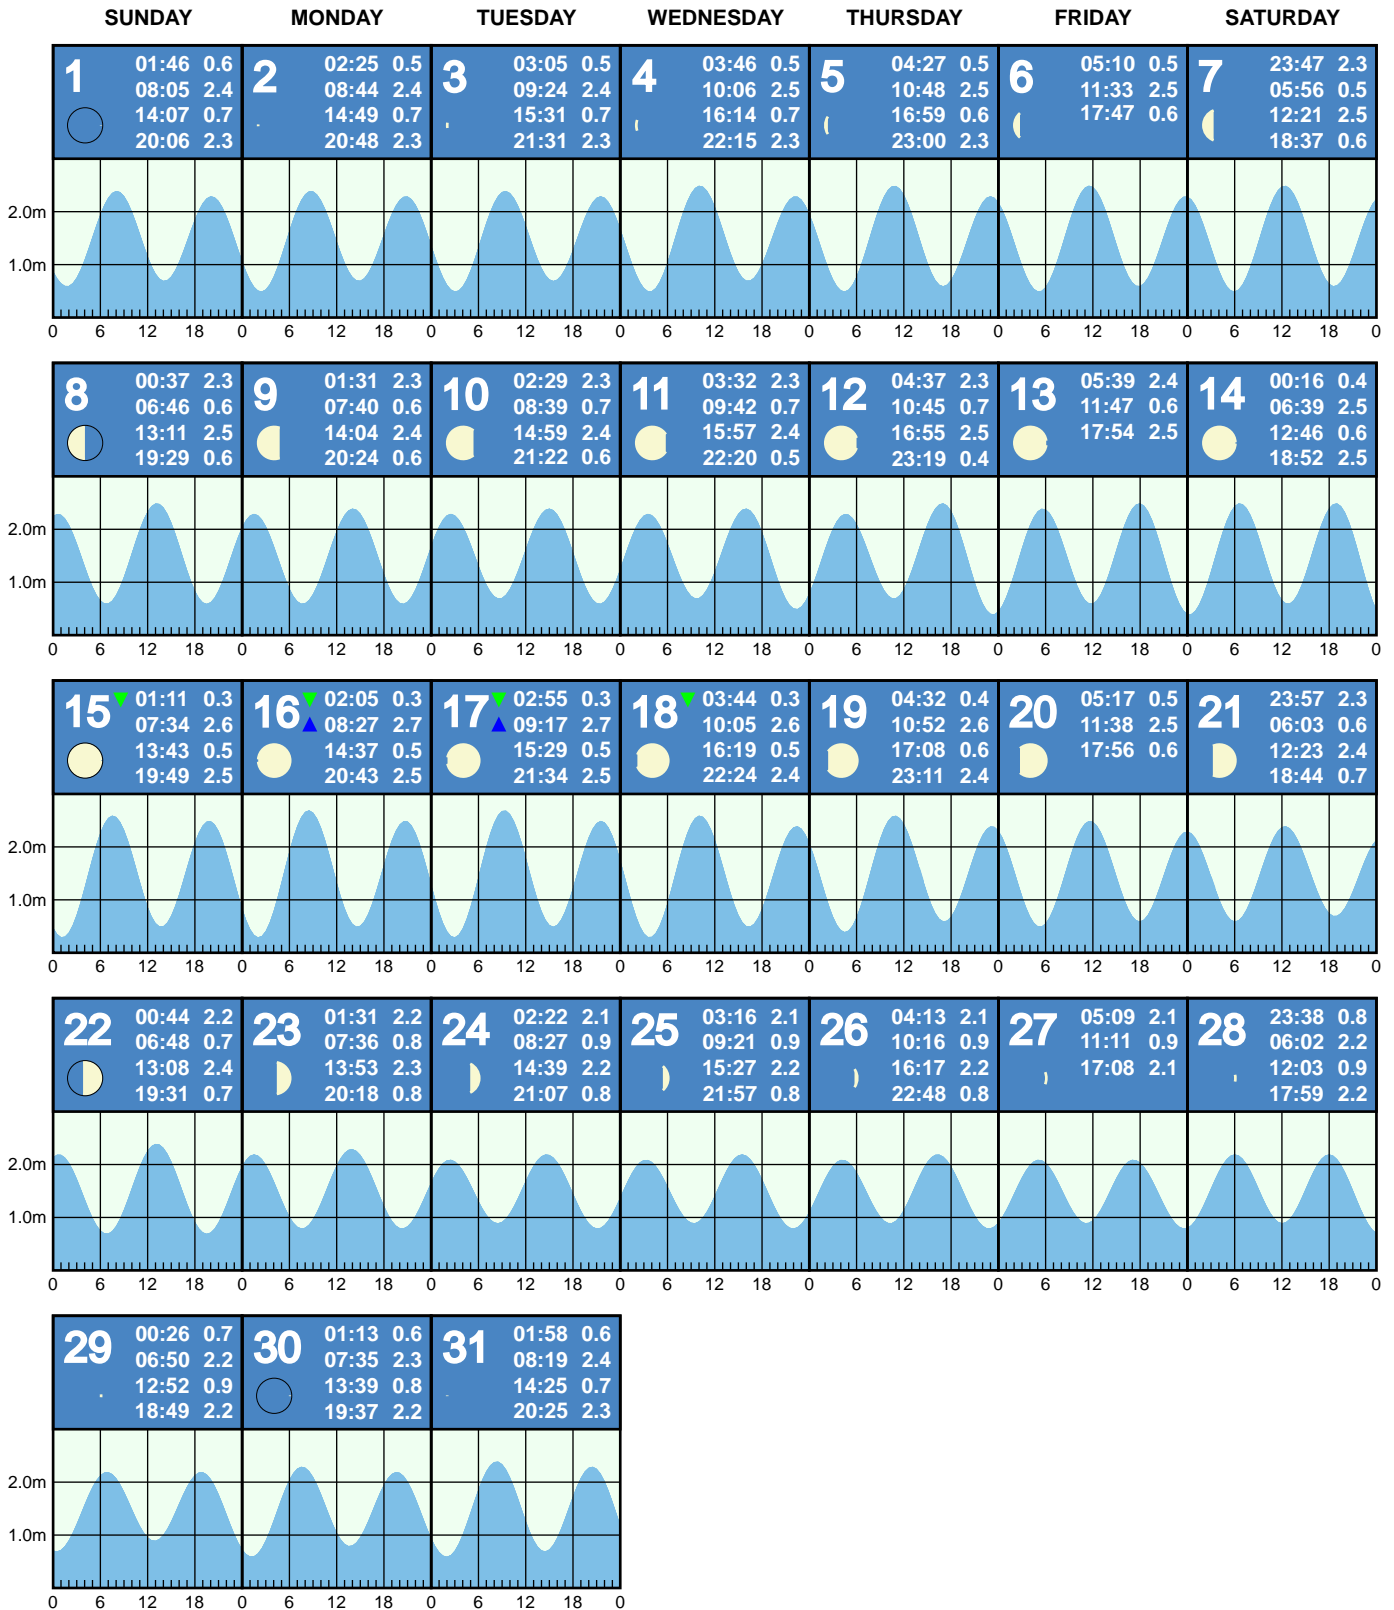 SUNDAY MONDAY TUESDAY WEDNESDAY THURSDAY FRIDAY SATURDAY
1 01:46 0.6
08:05 2.4
14:07 0.7
20:06 2.3
2 02:25 0.5
08:44 2.4
14:49 0.7
20:48 2.3
3 03:05 0.5
09:24 2.4
15:31 0.7
21:31 2.3
4 03:46 0.5
10:06 2.5
16:14 0.7
22:15 2.3
5 04:27 0.5
10:48 2.5
16:59 0.6
23:00 2.3
6 05:10 0.5
11:33 2.5
17:47 0.6
7 23:47 2.3
05:56 0.5
12:21 2.5
18:37 0.6
2.0m
1.0m
0 6 12 18 0 6 12 18 0 6 12 18 0 6 12 18 0 6 12 18 0 6 12 18 0 6 12 18 0
8 00:37 2.3
06:46 0.6
13:11 2.5
19:29 0.6
9 01:31 2.3
07:40 0.6
14:04 2.4
20:24 0.6
10 02:29 2.3
08:39 0.7
14:59 2.4
21:22 0.6
11 03:32 2.3
09:42 0.7
15:57 2.4
22:20 0.5
12 04:37 2.3
10:45 0.7
16:55 2.5
23:19 0.4
13 05:39 2.4
11:47 0.6
17:54 2.5
14 00:16 0.4
06:39 2.5
12:46 0.6
18:52 2.5
2.0m
1.0m
0 6 12 18 0 6 12 18 0 6 12 18 0 6 12 18 0 6 12 18 0 6 12 18 0 6 12 18 0
15 01:11 0.3
07:34 2.6
13:43 0.5
19:49 2.5
16 02:05 0.3
08:27 2.7
14:37 0.5
20:43 2.5
17 02:55 0.3
09:17 2.7
15:29 0.5
21:34 2.5
18 03:44 0.3
10:05 2.6
16:19 0.5
22:24 2.4
19 04:32 0.4
10:52 2.6
17:08 0.6
23:11 2.4
20 05:17 0.5
11:38 2.5
17:56 0.6
21 23:57 2.3
06:03 0.6
12:23 2.4
18:44 0.7
2.0m
1.0m
0 6 12 18 0 6 12 18 0 6 12 18 0 6 12 18 0 6 12 18 0 6 12 18 0 6 12 18 0
22 00:44 2.2
06:48 0.7
13:08 2.4
19:31 0.7
23 01:31 2.2
07:36 0.8
13:53 2.3
20:18 0.8
24 02:22 2.1
08:27 0.9
14:39 2.2
21:07 0.8
25 03:16 2.1
09:21 0.9
15:27 2.2
21:57 0.8
26 04:13 2.1
10:16 0.9
16:17 2.2
22:48 0.8
27 05:09 2.1
11:11 0.9
17:08 2.1
28 23:38 0.8
06:02 2.2
12:03 0.9
17:59 2.2
2.0m
1.0m
0 6 12 18 0 6 12 18 0 6 12 18 0 6 12 18 0 6 12 18 0 6 12 18 0 6 12 18 0
29 00:26 0.7
06:50 2.2
12:52 0.9
18:49 2.2
30 01:13 0.6
07:35 2.3
13:39 0.8
19:37 2.2
31 01:58 0.6
08:19 2.4
14:25 0.7
20:25 2.3
2.0m
1.0m
0 6 12 18 0 6 12 18 0 6 12 18 0